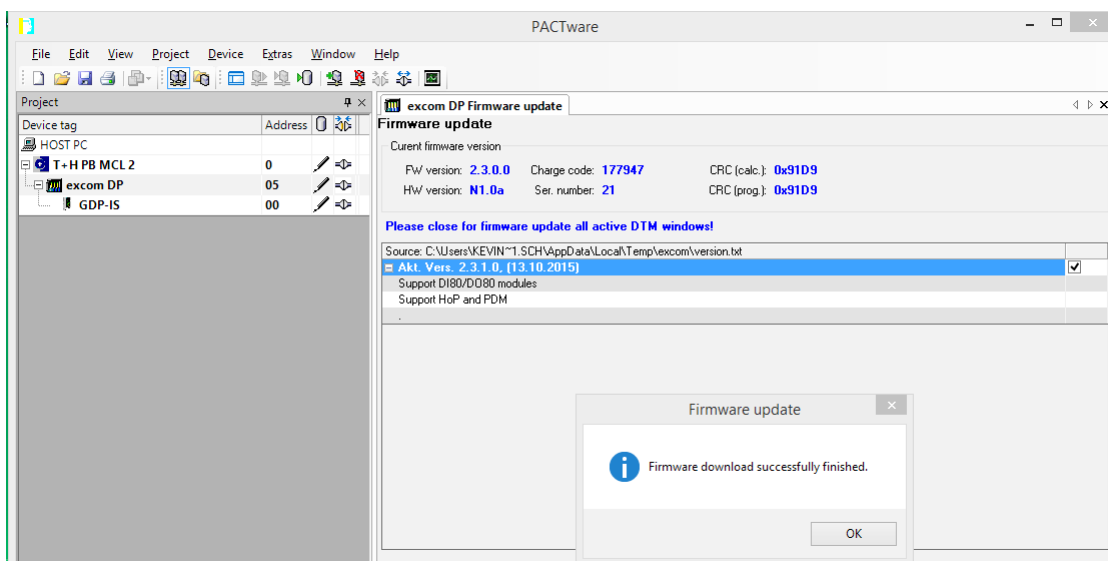 PACTware
File Edit View Project Device Extras Window Help
Project
excom DP Firmware update
Device tag Address
HOST PC
T+H PB MCL 2 0
excom DP 05
GDP-IS 00
Firmware update
Curent firmware version
FW version: 2.3.0.0 Charge code: 177947 CRC (calc.): 0x91D9
HW version: N1.0a Ser. number: 21 CRC (prog.): 0x91D9
Please close for firmware update all active DTM windows!
Source: C:\Users\KEVIN~1.SCH\AppData\Local\Temp\excom\version.txt
Akt. Vers. 2.3.1.0, (13.10.2015)
Support DI80/DO80 modules
Support HoP and PDM
.
Firmware update
Firmware download successfully finished.
OK